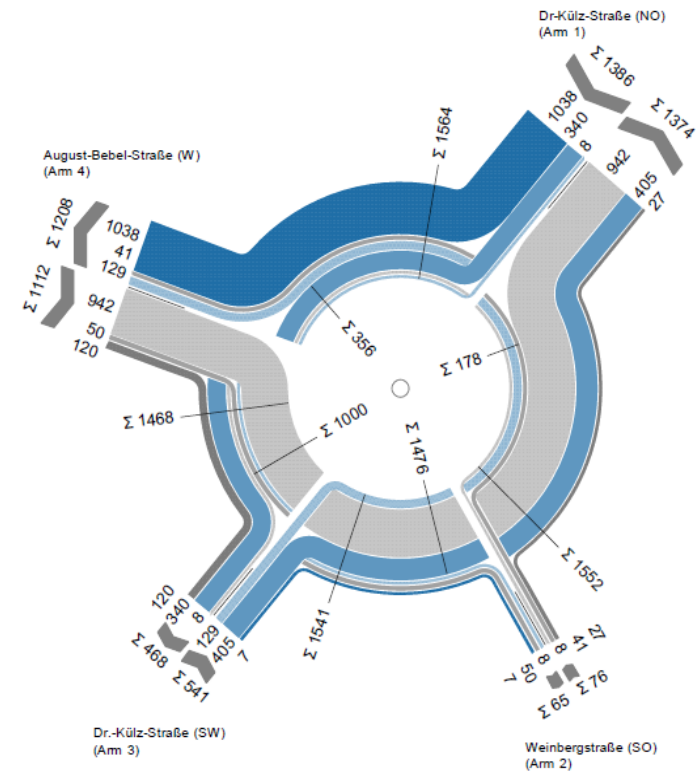 Dr-Külz-Straße (NO)
(Arm 1)
Σ 1386
Σ 1374
1038
340
8
942
405
27
Σ 1564
August-Bebel-Straße (W)
(Arm 4)
Σ 1208
Σ 1112
1038
41
129
942
50
120
Σ 356
Σ 178
Σ 1468
Σ 1000
Σ 1476
Σ 1541
Σ 1552
120
340
8
129
405
7
Σ 468
Σ 541
27
41
8
8
50
7
Σ 76
Σ 65
Dr.-Külz-Straße (SW)
(Arm 3)
Weinbergstraße (SO)
(Arm 2)